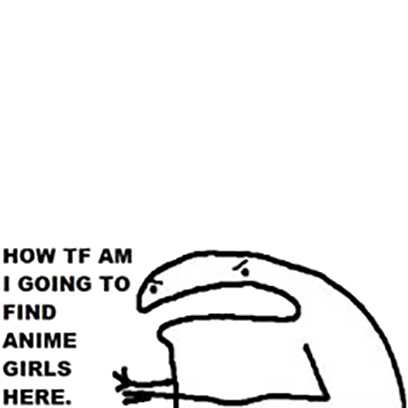 HOW TF AM
I GOING TO
FIND
ANIME
GIRLS
HERE.